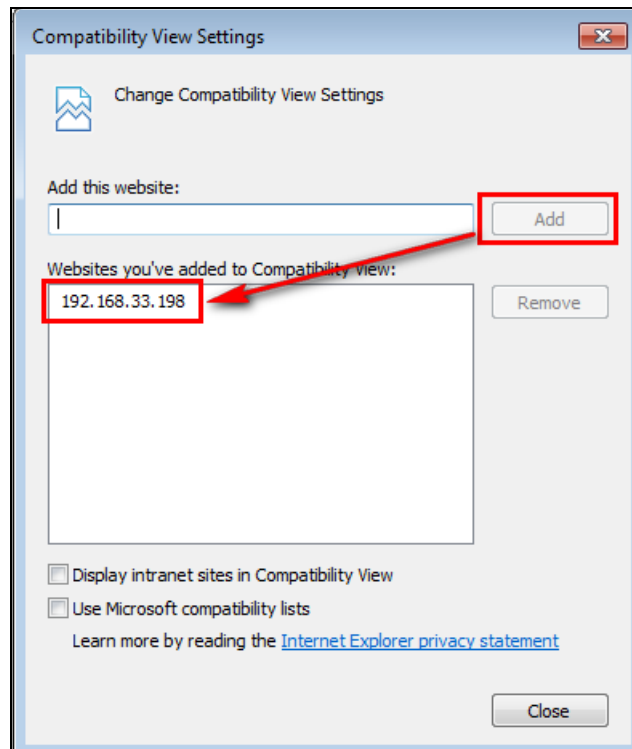 Compatibility View Settings
Change Compatibility View Settings
Add this website:
Add
Websites you've added to Compatibility View:
192.168.33.198
Remove
Display intranet sites in Compatibility View
Use Microsoft compatibility lists
Learn more by reading the Internet Explorer privacy statement
Close